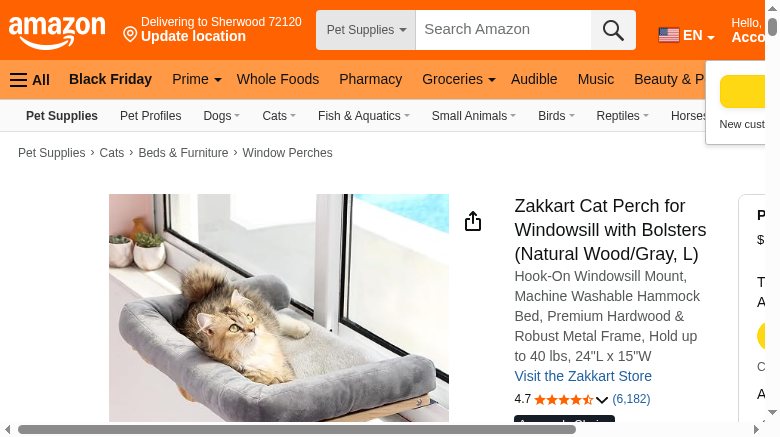 amazon
Delivering to Sherwood 72120
Update location
Pet Supplies
Search Amazon
EN
Hello,
Acco
All
Black Friday
Prime
Whole Foods
Pharmacy
Groceries
Audible
Music
Beauty & P
New cust
Pet Supplies
Pet Profiles
Dogs
Cats
Fish & Aquatics
Small Animals
Birds
Reptiles
Horses
Pet Supplies › Cats › Beds & Furniture › Window Perches
Zakkart Cat Perch for
Windowsill with Bolsters
(Natural Wood/Gray, L)
Hook-On Windowsill Mount,
Machine Washable Hammock
Bed, Premium Hardwood &
Robust Metal Frame, Hold up
to 40 lbs, 24"L x 15"W
Visit the Zakkart Store
4.7
(6,182)
P
$
T
A
C
A